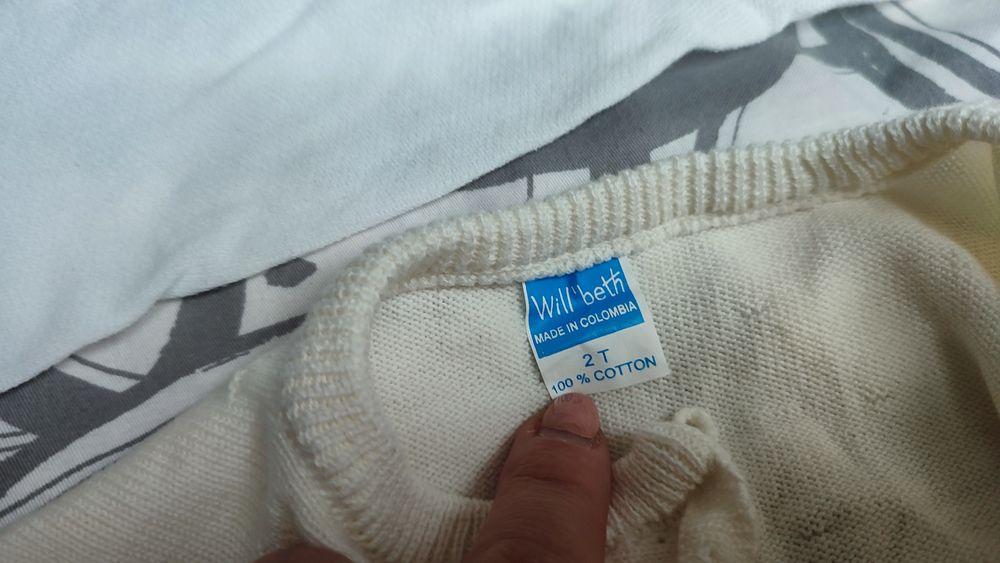 Will'beth
MADE IN COLOMBIA
2 T
100 % COTTON